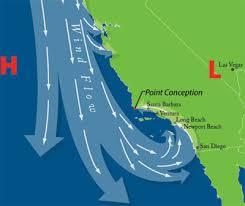 H
Wind Flow
L
Las Vegas
Point Conception
Santa Barbara
Ventura
Long Beach
Newport Beach
San Diego